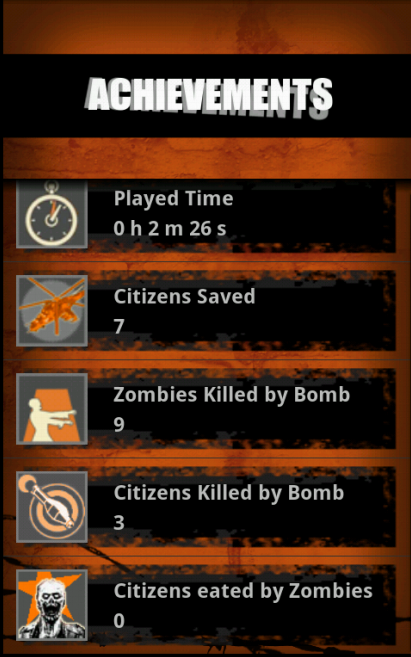 ACHIEVEMENTS
Played Time
0 h 2 m 26 s
Citizens Saved
7
Zombies Killed by Bomb
9
Citizens Killed by Bomb
3
Citizens eated by Zombies
0